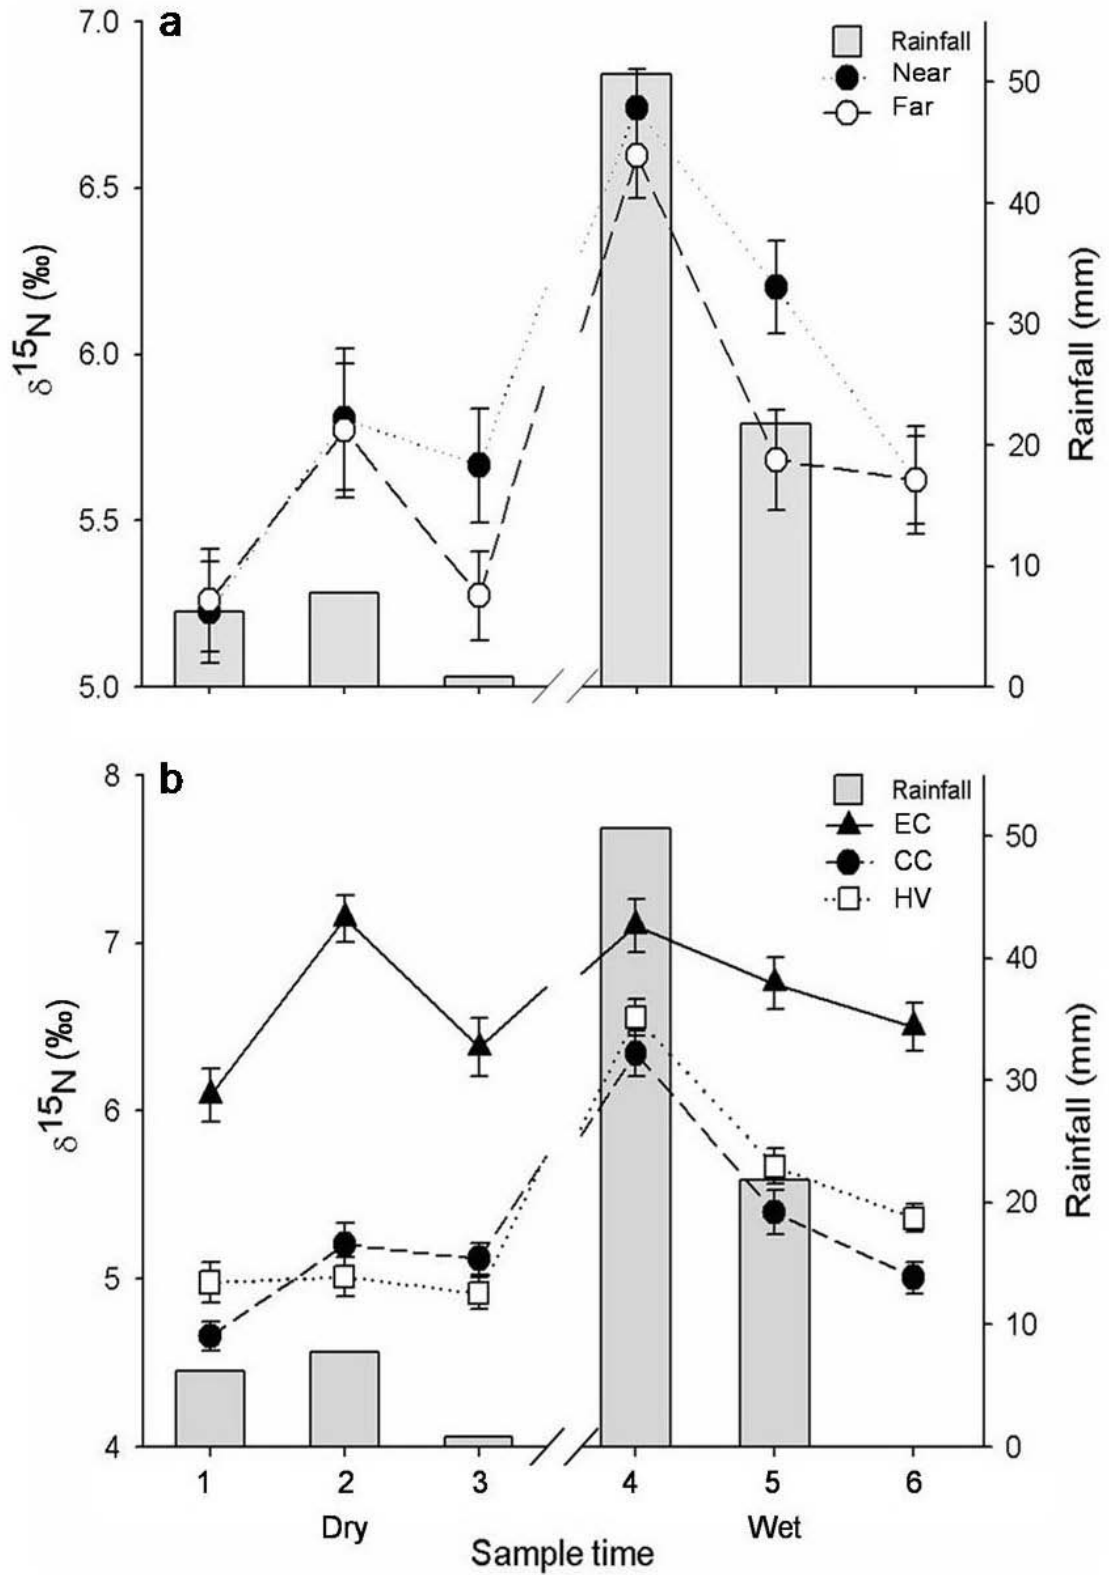 a
7.0
6.5
6.0
5.5
5.0
δ15N (‰)
Rainfall
Near
Far
50
40
30
20
10
0
Rainfall (mm)
b
8
7
6
5
4
δ15N (‰)
Rainfall
EC
CC
HV
50
40
30
20
10
0
Rainfall (mm)
1 2 3 4 5 6
Dry Wet
Sample time